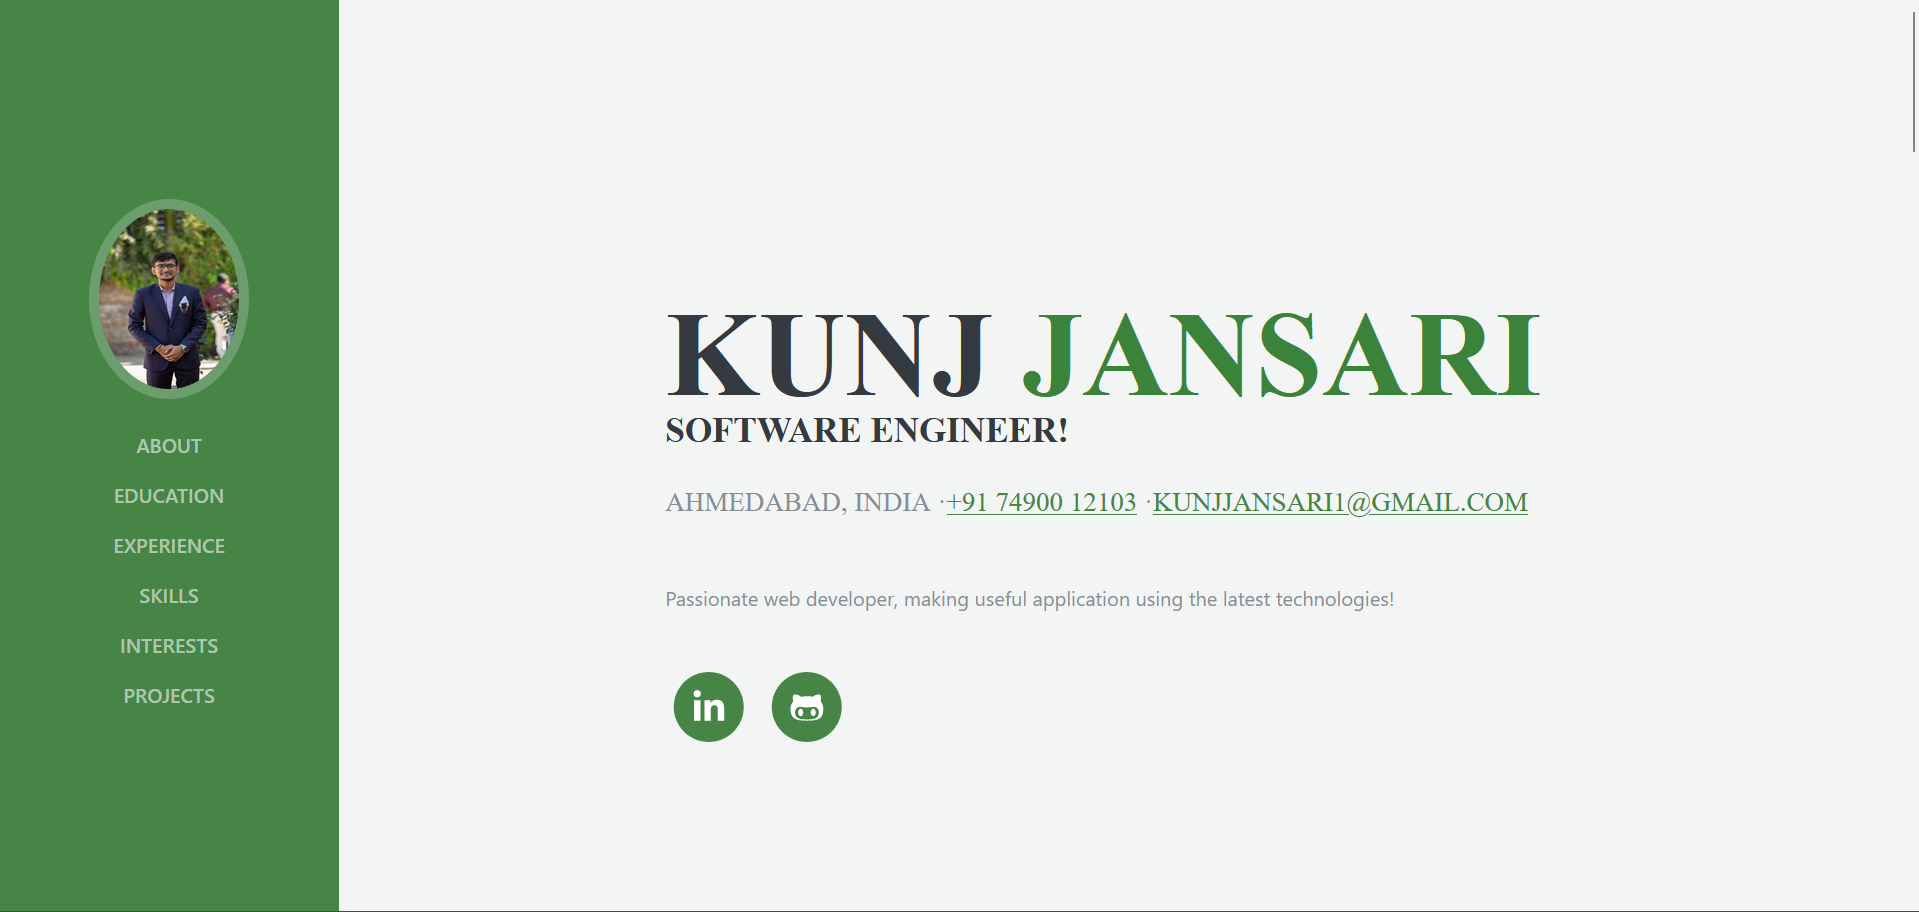 ABOUT
EDUCATION
EXPERIENCE
SKILLS
INTERESTS
PROJECTS
KUNJ JANSARI
SOFTWARE ENGINEER!
AHMEDABAD, INDIA ·+91 74900 12103 ·KUNJJANSARI1@GMAIL.COM
Passionate web developer, making useful application using the latest technologies!
in